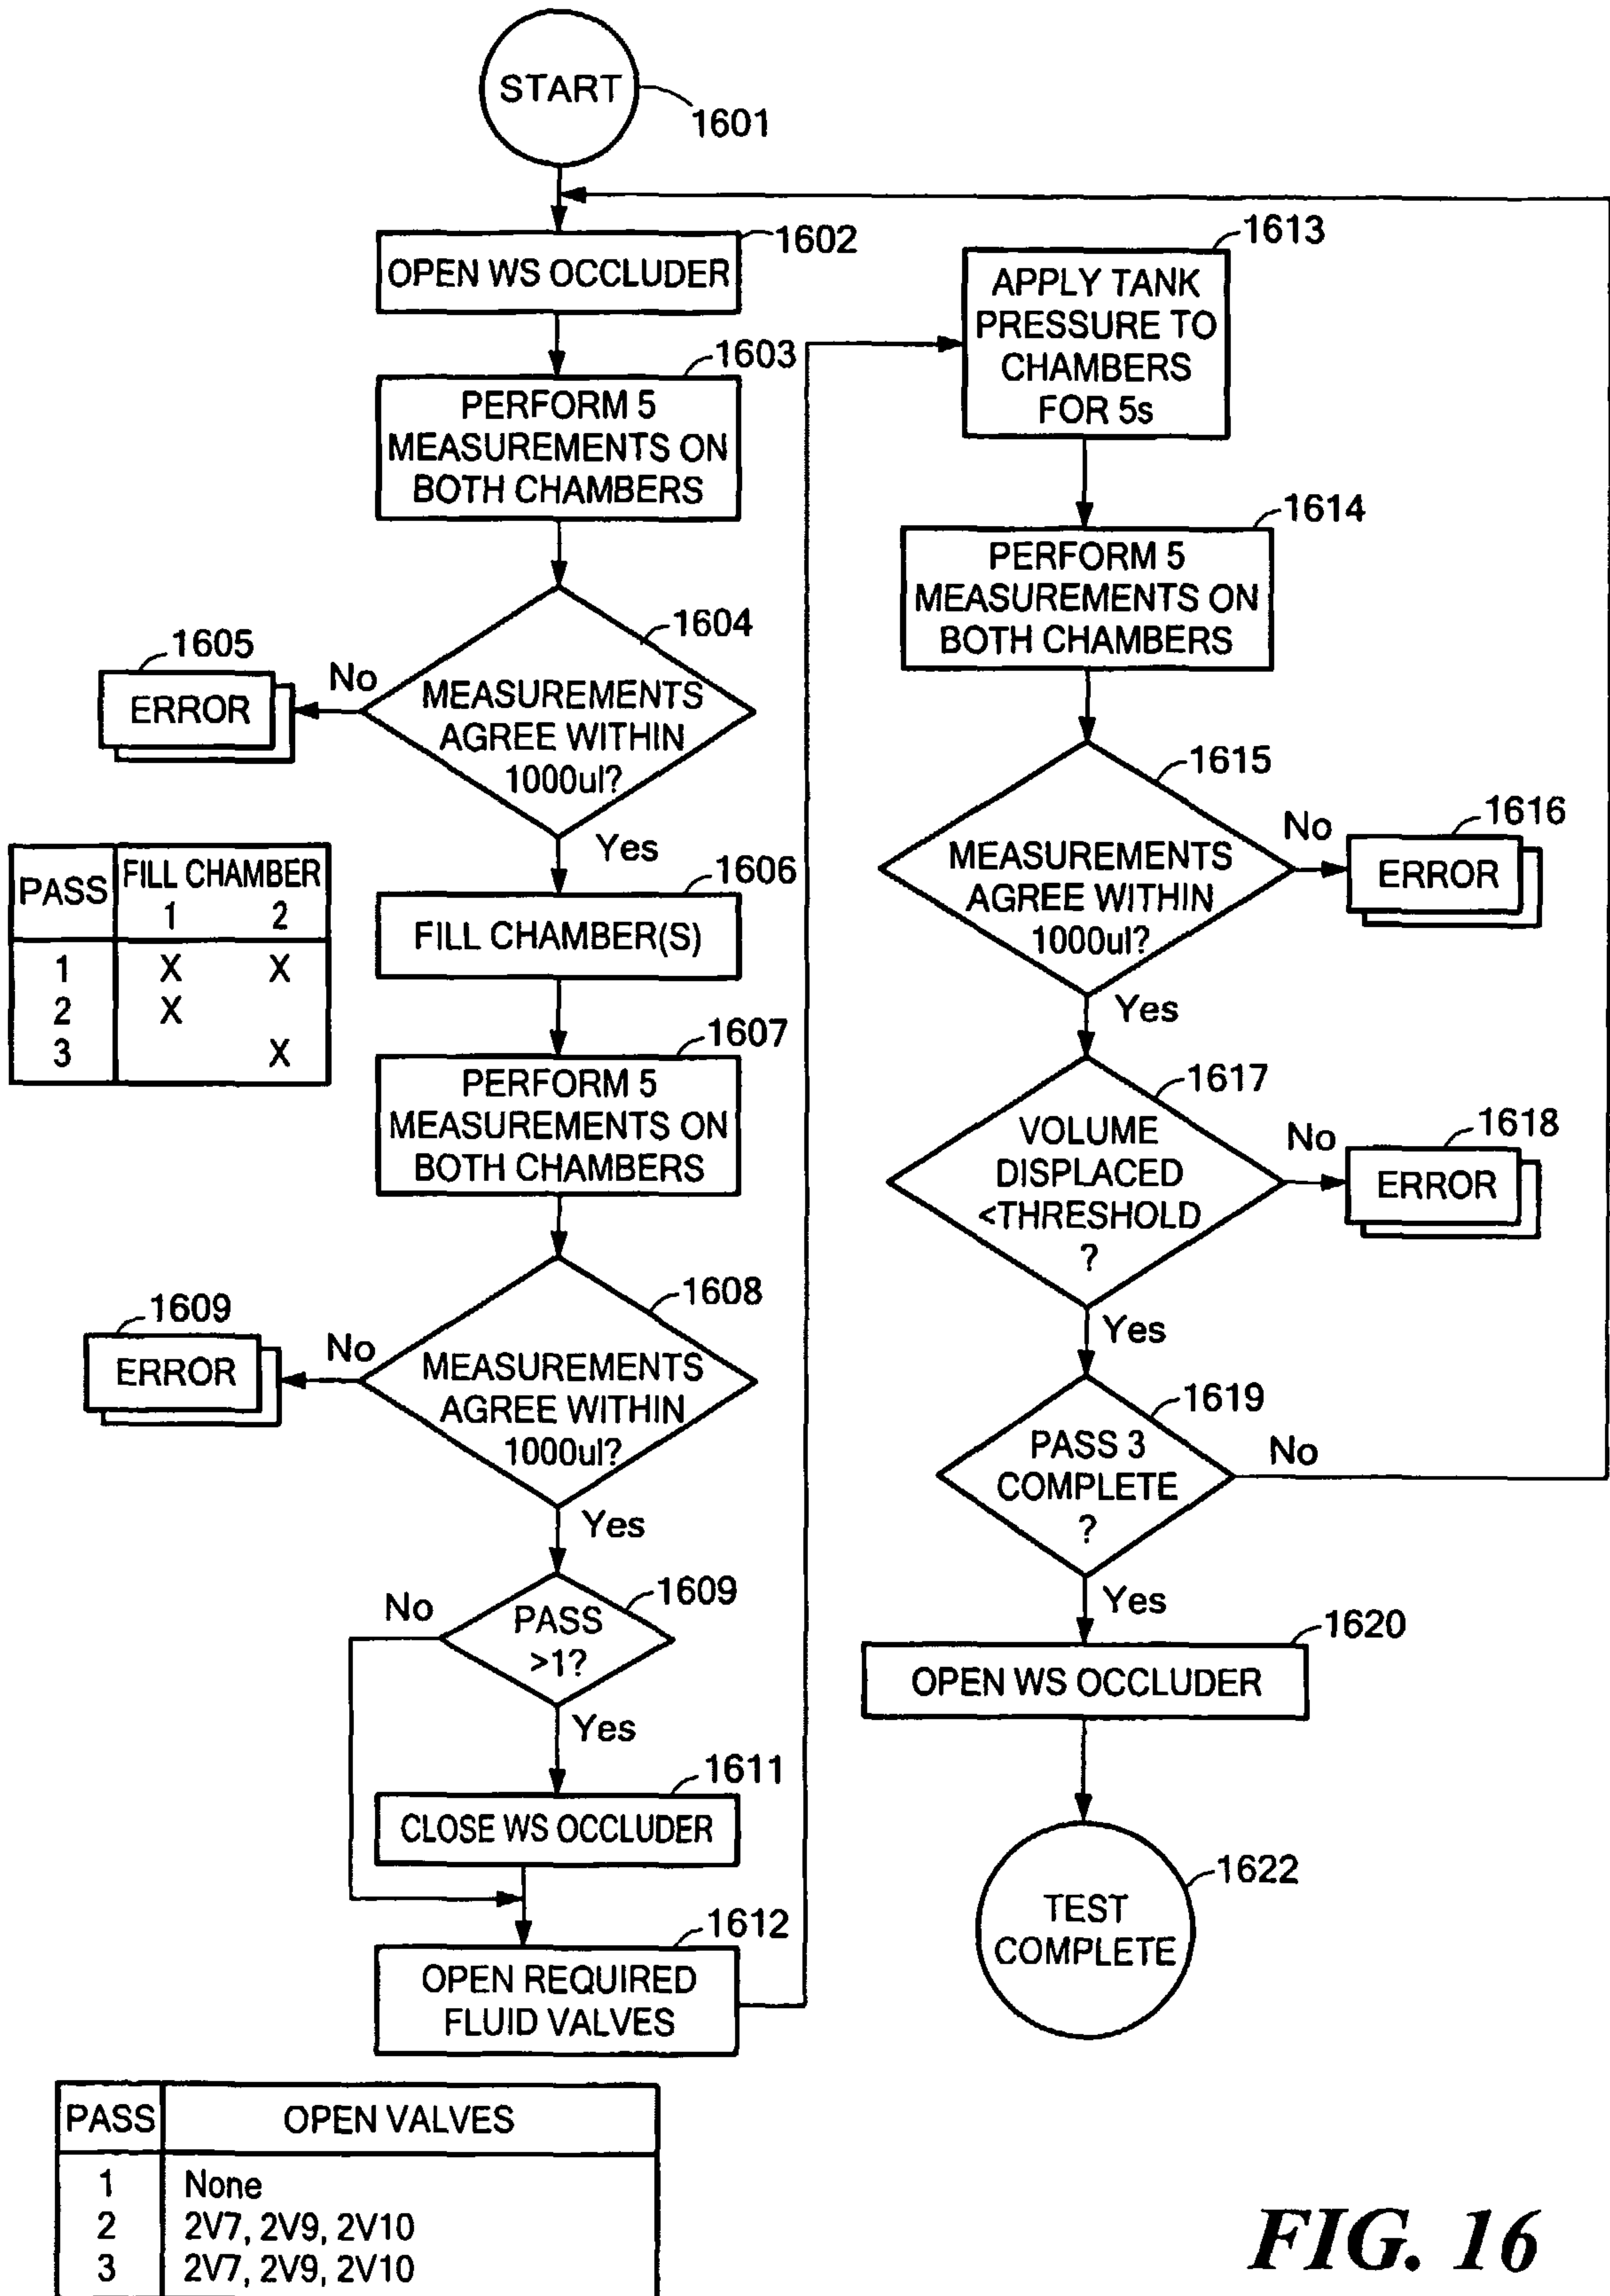 START
1601
1602
OPEN WS OCCLUDER
1603
PERFORM 5
MEASUREMENTS ON
BOTH CHAMBERS
1604
MEASUREMENTS
AGREE WITHIN
1000ul?
No
1605
ERROR
Yes
PASS
FILL CHAMBER
1 2
1 X X
2 X
3 X
1606
FILL CHAMBER(S)
1607
PERFORM 5
MEASUREMENTS ON
BOTH CHAMBERS
1608
MEASUREMENTS
AGREE WITHIN
1000ul?
No
1609
ERROR
Yes
1609
PASS
>1?
No
Yes
1611
CLOSE WS OCCLUDER
1612
OPEN REQUIRED
FLUID VALVES
PASS OPEN VALVES
1 None
2 2V7, 2V9, 2V10
3 2V7, 2V9, 2V10
1613
APPLY TANK
PRESSURE TO
CHAMBERS
FOR 5s
1614
PERFORM 5
MEASUREMENTS ON
BOTH CHAMBERS
1615
MEASUREMENTS
AGREE WITHIN
1000ul?
No
1616
ERROR
Yes
1617
VOLUME
DISPLACED
<THRESHOLD
?
No
1618
ERROR
Yes
1619
PASS 3
COMPLETE
?
No
Yes
1620
OPEN WS OCCLUDER
1622
TEST
COMPLETE
FIG. 16